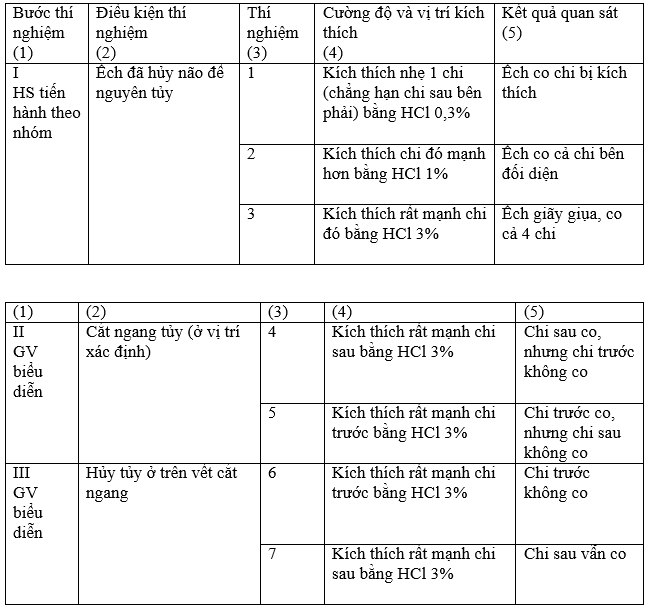 Bước thí nghiệm (1)
Điều kiện thí nghiệm (2)
Thí nghiệm (3)
Cường độ và vị trí kích thích (4)
Kết quả quan sát (5)
I
HS tiến hành theo nhóm
Ếch đã hủy não để nguyên tủy
1
Kích thích nhẹ 1 chi (chẳng hạn chi sau bên phải) bằng HCl 0,3%
Ếch co chi bị kích thích
2
Kích thích chi đó mạnh hơn bằng HCl 1%
Ếch co cả chi bên đối diện
3
Kích thích rất mạnh chi đó bằng HCl 3%
Ếch giãy giụa, co cả 4 chi
(1)
(2)
(3)
(4)
(5)
II
GV biểu diễn
Cắt ngang tủy (ở vị trí xác định)
4
Kích thích rất mạnh chi sau bằng HCl 3%
Chi sau co, nhưng chi trước không co
5
Kích thích rất mạnh chi trước bằng HCl 3%
Chi trước co, nhưng chi sau không co
III
GV biểu diễn
Hủy tủy ở trên vết cắt ngang
6
Kích thích rất mạnh chi trước bằng HCl 3%
Chi trước không co
7
Kích thích rất mạnh chi sau bằng HCl 3%
Chi sau vẫn co